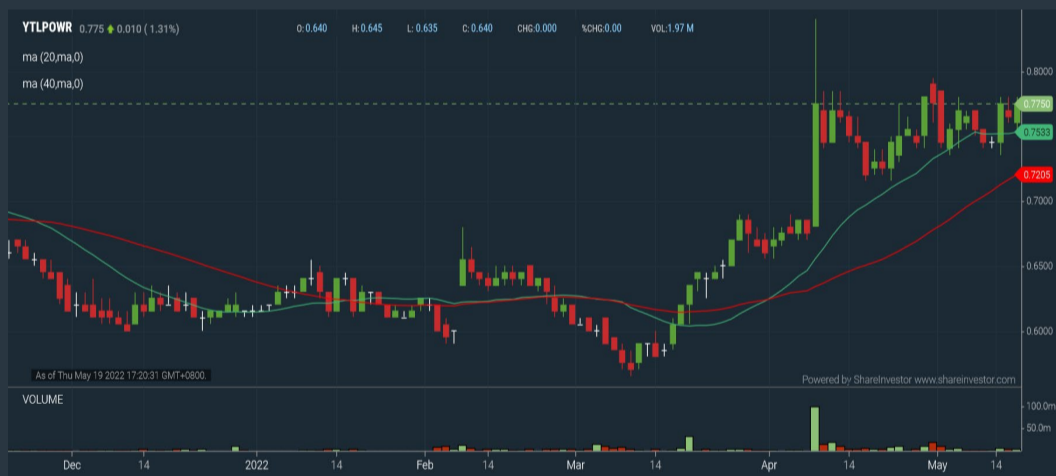 YTLPOWR 0.775 0.010 ( 1.31%) O: 0.640 H: 0.645 L: 0.635 C: 0.640 CHG:0.000 %CHG:0.00 VOL:1.97 M
ma (20,ma,0)
ma (40,ma,0)
0.8000
0.7750
0.7533
0.7205
0.7000
0.6500
0.6000
As of Thu May 19 2022 17:20:31 GMT+0800.
Powered by ShareInvestor www.shareinvestor.com
VOLUME
100.0m
50.0m
Dec 14 2022 14 Feb 14 Mar 14 Apr 14 May 14